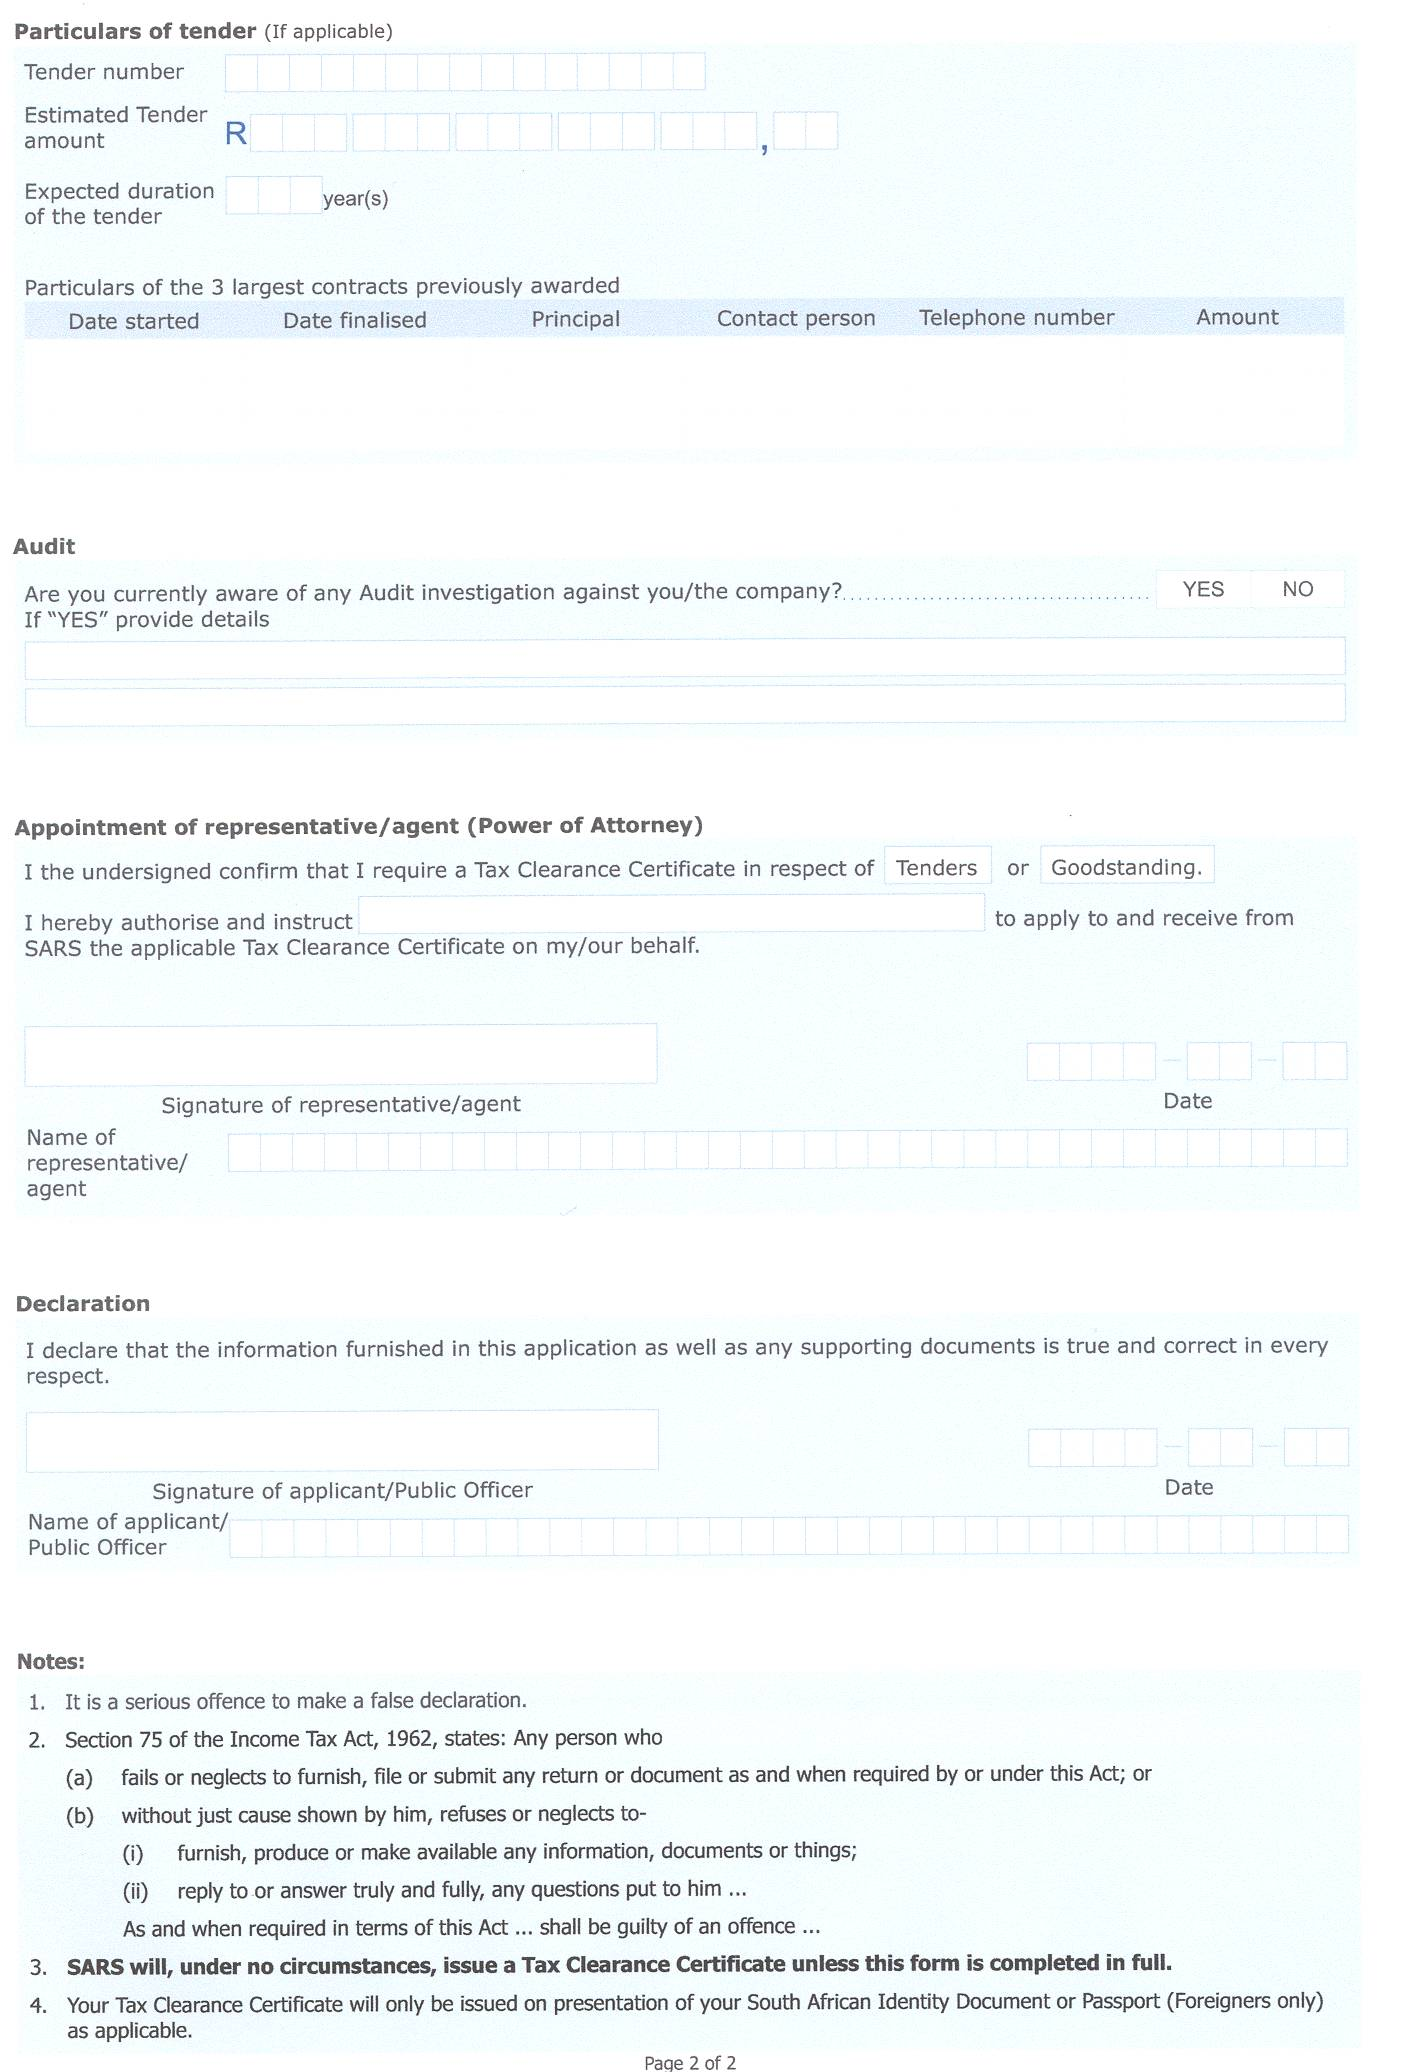 Particulars of tender (If applicable)
Tender number
Estimated Tender
amount
R
,
Expected duration
of the tender
year(s)
Particulars of the 3 largest contracts previously awarded
Date started Date finalised Principal Contact person Telephone number Amount
Audit
Are you currently aware of any Audit investigation against you/the company?...................................... YES NO
If "YES" provide details
Appointment of representative/agent (Power of Attorney)
I the undersigned confirm that I require a Tax Clearance Certificate in respect of Tenders or Goodstanding.
I hereby authorise and instruct to apply to and receive from
SARS the applicable Tax Clearance Certificate on my/our behalf.
Signature of representative/agent Date
Name of
representative/
agent
Declaration
I declare that the information furnished in this application as well as any supporting documents is true and correct in every
respect.
Signature of applicant/Public Officer Date
Name of applicant/
Public Officer
Notes:
1. It is a serious offence to make a false declaration.
2. Section 75 of the Income Tax Act, 1962, states: Any person who
(a) fails or neglects to furnish, file or submit any return or document as and when required by or under this Act; or
(b) without just cause shown by him, refuses or neglects to-
(i) furnish, produce or make available any information, documents or things;
(ii) reply to or answer truly and fully, any questions put to him ...
As and when required in terms of this Act ... shall be guilty of an offence ...
3. SARS will, under no circumstances, issue a Tax Clearance Certificate unless this form is completed in full.
4. Your Tax Clearance Certificate will only be issued on presentation of your South African Identity Document or Passport (Foreigners only)
as applicable.
Page 2 of 2